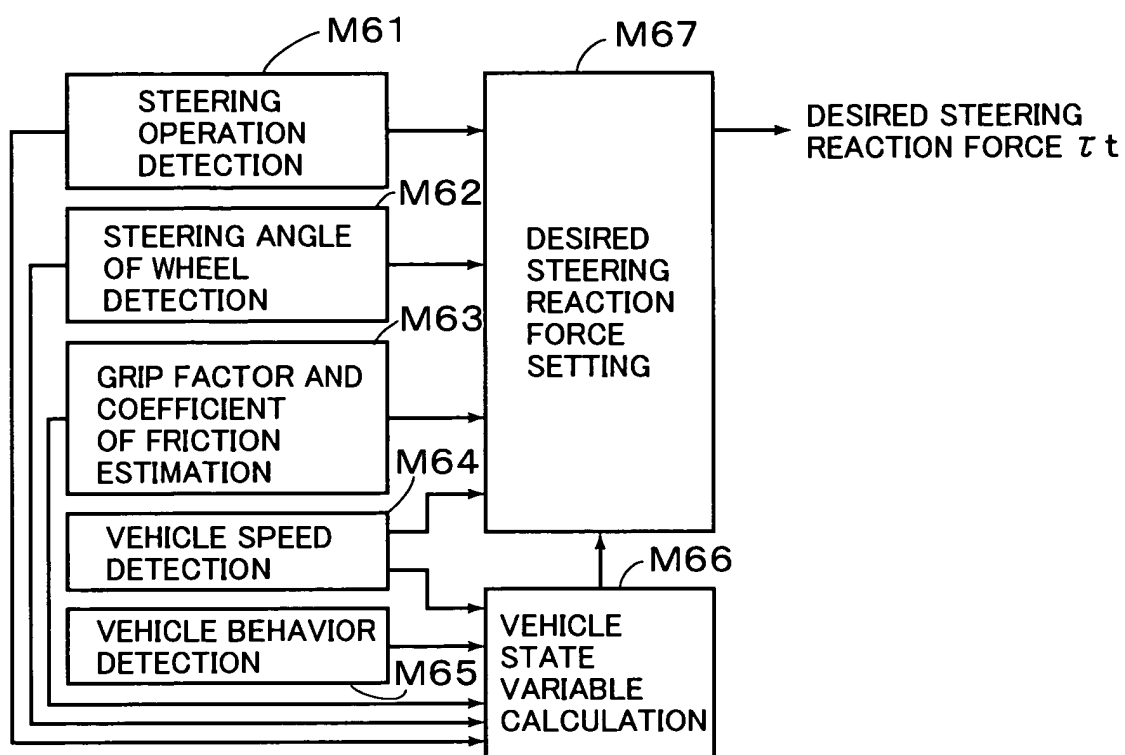 M61
STEERING
OPERATION
DETECTION
M62
STEERING ANGLE
OF WHEEL
DETECTION
M63
GRIP FACTOR AND
COEFFICIENT
OF FRICTION
ESTIMATION
M64
VEHICLE SPEED
DETECTION
VEHICLE BEHAVIOR
DETECTION
M65
M67
DESIRED
STEERING
REACTION
FORCE
SETTING
M66
VEHICLE
STATE
VARIABLE
CALCULATION
DESIRED STEERING
REACTION FORCE τt